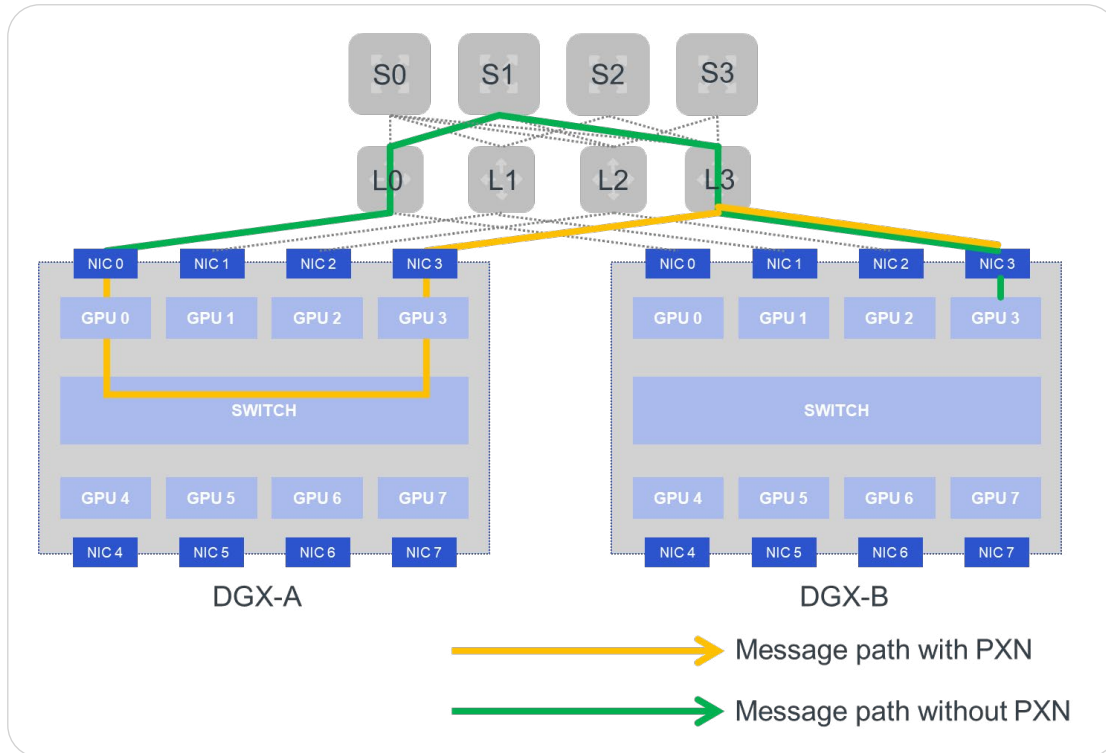 S0 S1 S2 S3
L0 L1 L2 L3
NIC 0 NIC 1 NIC 2 NIC 3 NIC 0 NIC 1 NIC 2 NIC 3
GPU 0 GPU 1 GPU 2 GPU 3 GPU 0 GPU 1 GPU 2 GPU 3
SWITCH SWITCH
GPU 4 GPU 5 GPU 6 GPU 7 GPU 4 GPU 5 GPU 6 GPU 7
NIC 4 NIC 5 NIC 6 NIC 7 NIC 4 NIC 5 NIC 6 NIC 7
DGX-A DGX-B
Message path with PXN
Message path without PXN